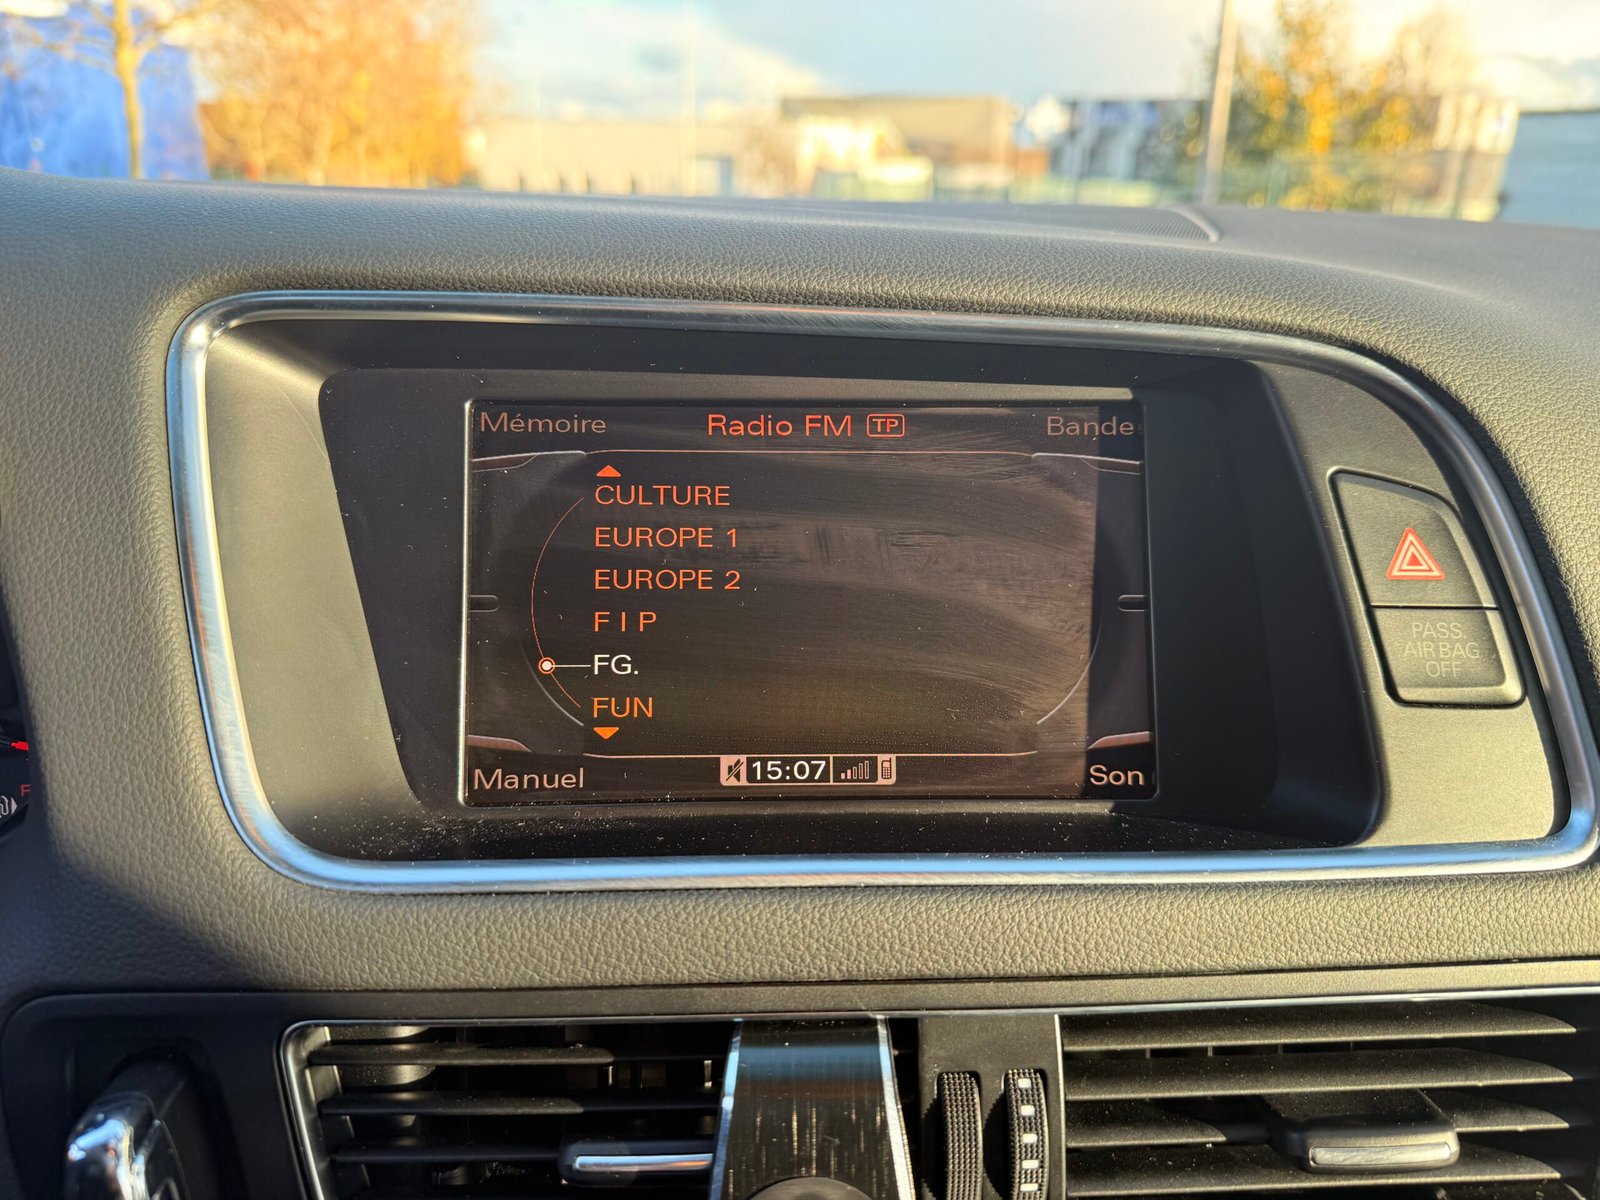 Mémoire
Radio FM TP
Bande
CULTURE
EUROPE 1
EUROPE 2
F I P
FG.
FUN
Manuel
15:07
Son
PASS.
AIR BAG
OFF